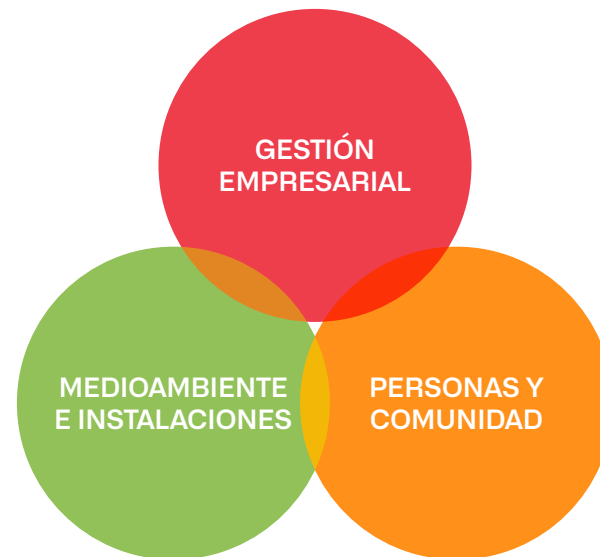 GESTIÓN
EMPRESARIAL
MEDIOAMBIENTE
E INSTALACIONES
PERSONAS Y
COMUNIDAD